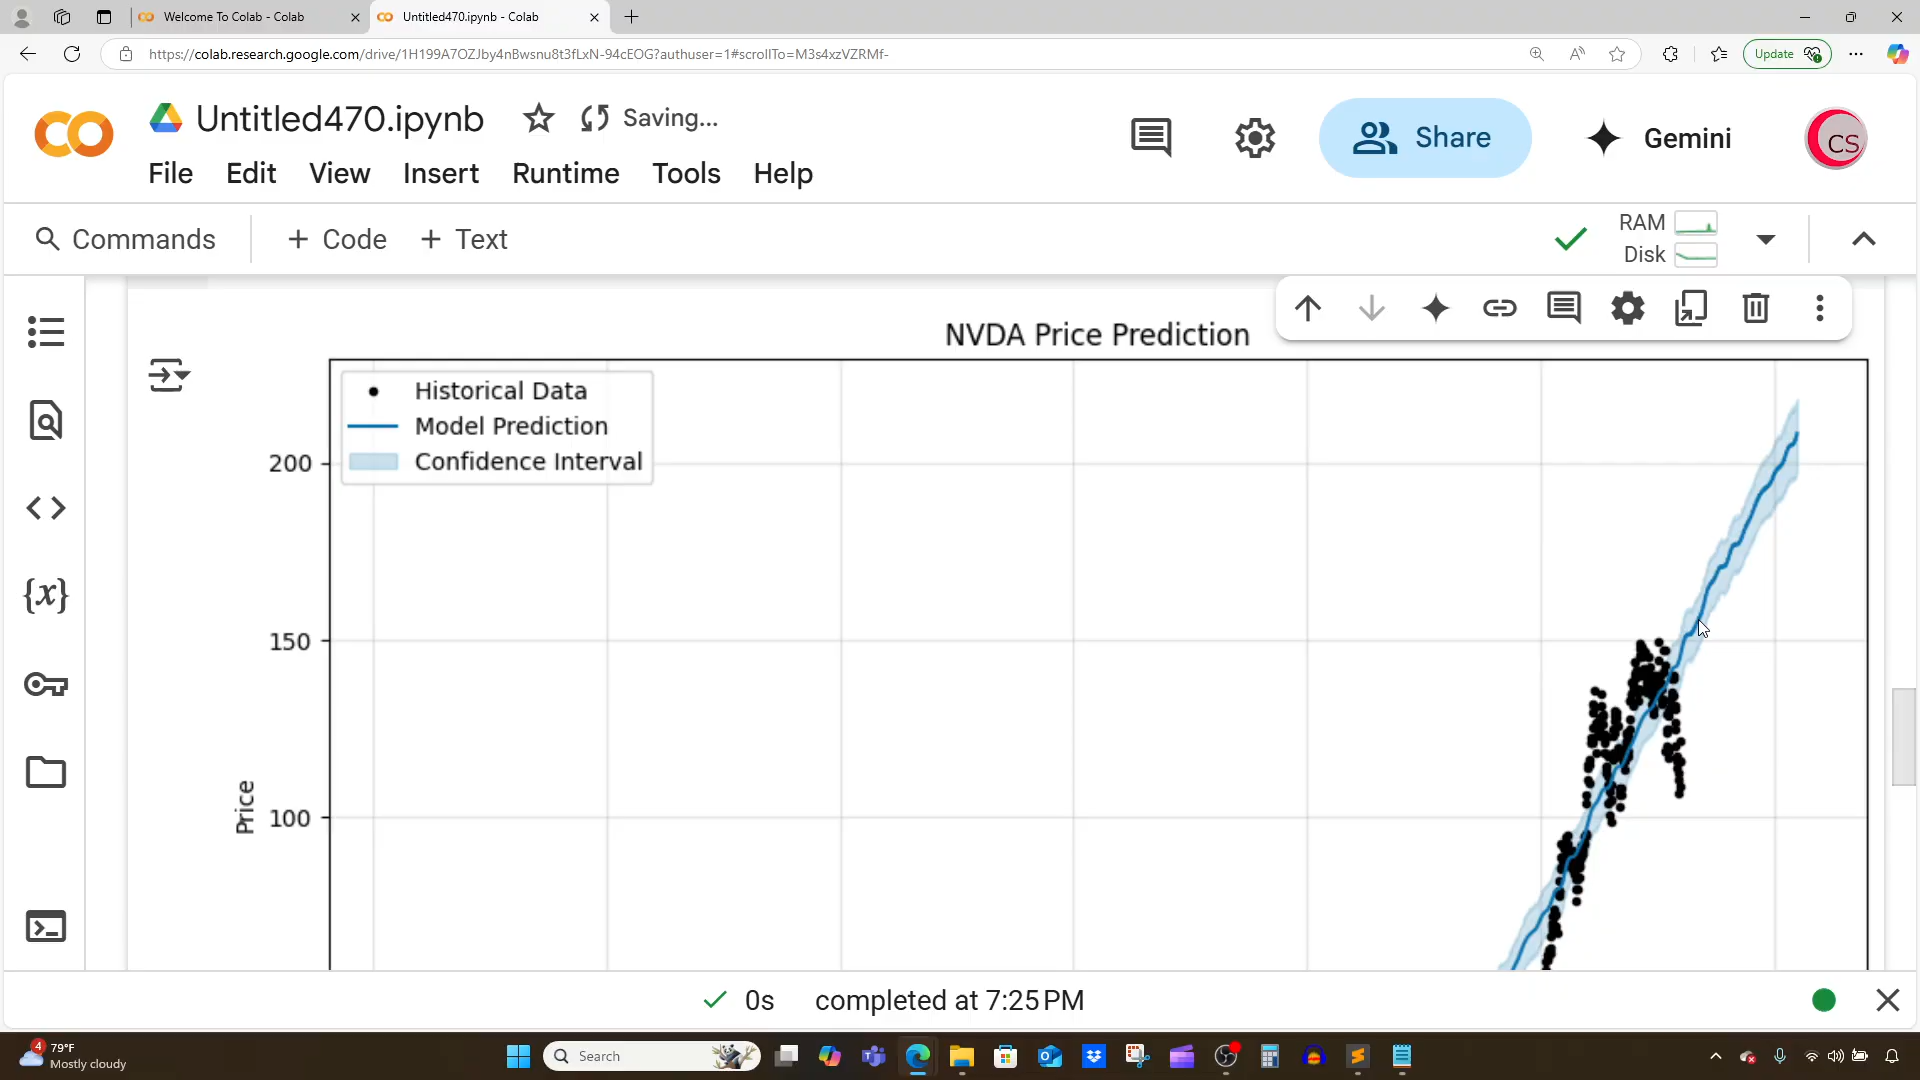 Welcome To Colab - Colab
Untitled470.ipynb - Colab
https://colab.research.google.com/drive/1H199A7OZJby4nBwsnu8t3fLxN-94cEOG?authuser=1#scrollTo=M3s4xzVZRMf-
Update
Untitled470.ipynb
Saving...
Share
Gemini
CS
File Edit View Insert Runtime Tools Help
Commands
+ Code + Text
RAM
Disk
NVDA Price Prediction
Historical Data
Model Prediction
Confidence Interval
200
150
100
Price
{x}
0s completed at 7:25 PM
4
79°F
Mostly cloudy
Search